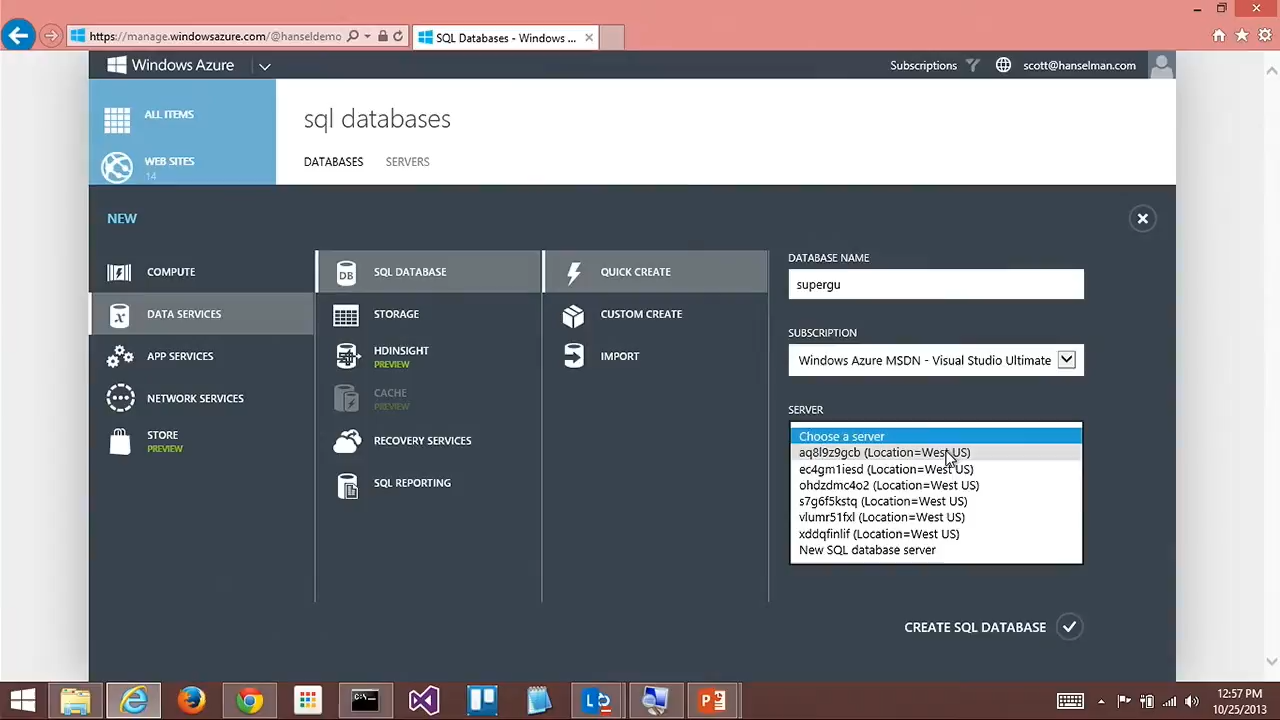 https://manage.windowsazure.com/@hanseldemo
SQL Databases - Windows ...
Windows Azure
Subscriptions
scott@hanselman.com
ALL ITEMS
WEB SITES
14
sql databases
DATABASES SERVERS
NEW
COMPUTE
DATA SERVICES
APP SERVICES
NETWORK SERVICES
STORE
PREVIEW
DB
SQL DATABASE
STORAGE
HDINSIGHT
PREVIEW
CACHE
PREVIEW
RECOVERY SERVICES
SQL REPORTING
QUICK CREATE
CUSTOM CREATE
IMPORT
DATABASE NAME
supergu
SUBSCRIPTION
Windows Azure MSDN - Visual Studio Ultimate
SERVER
Choose a server
aq8l9z9gcb (Location=West US)
ec4gm1iesd (Location=West US)
ohdzdmc4o2 (Location=West US)
s7g6f5kstq (Location=West US)
vlumr51fxl (Location=West US)
xddqfinlif (Location=West US)
New SQL database server
CREATE SQL DATABASE
12:57 PM
10/25/2013